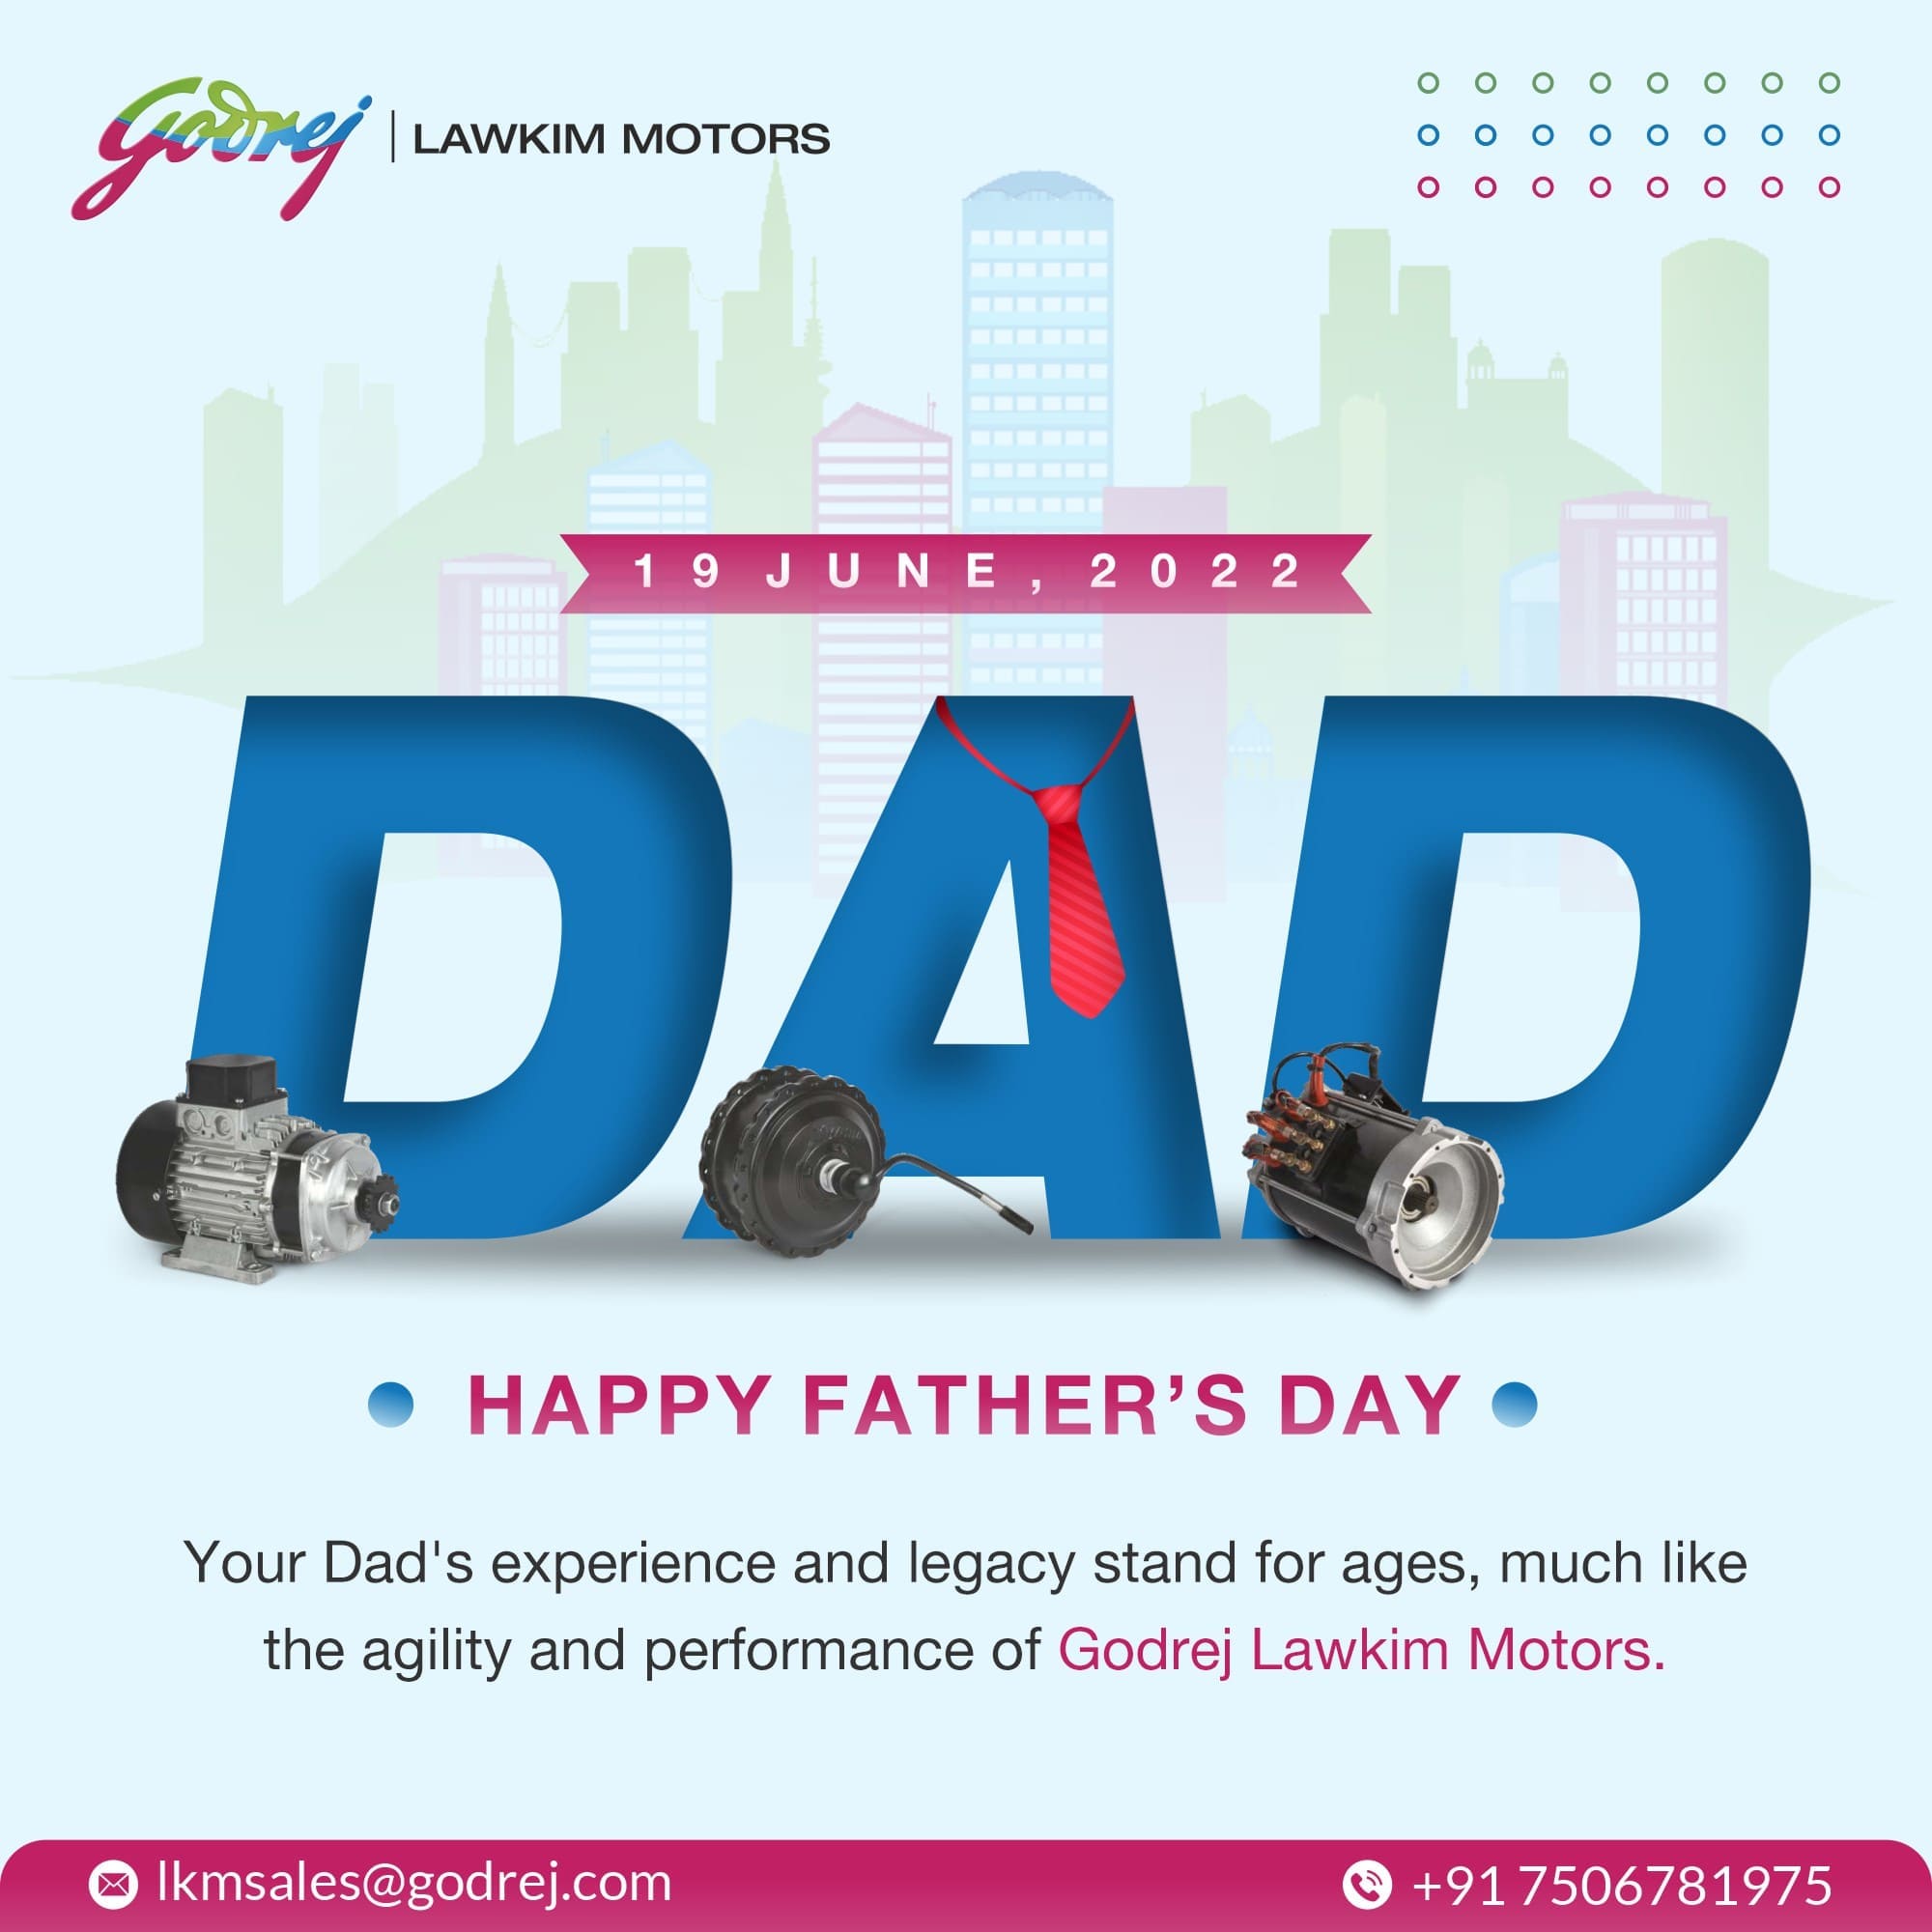 Godrej | LAWKIM MOTORS
19 JUNE, 2022
DAD
HAPPY FATHER’S DAY
Your Dad's experience and legacy stand for ages, much like
the agility and performance of Godrej Lawkim Motors.
lkmsales@godrej.com
+91 7506781975